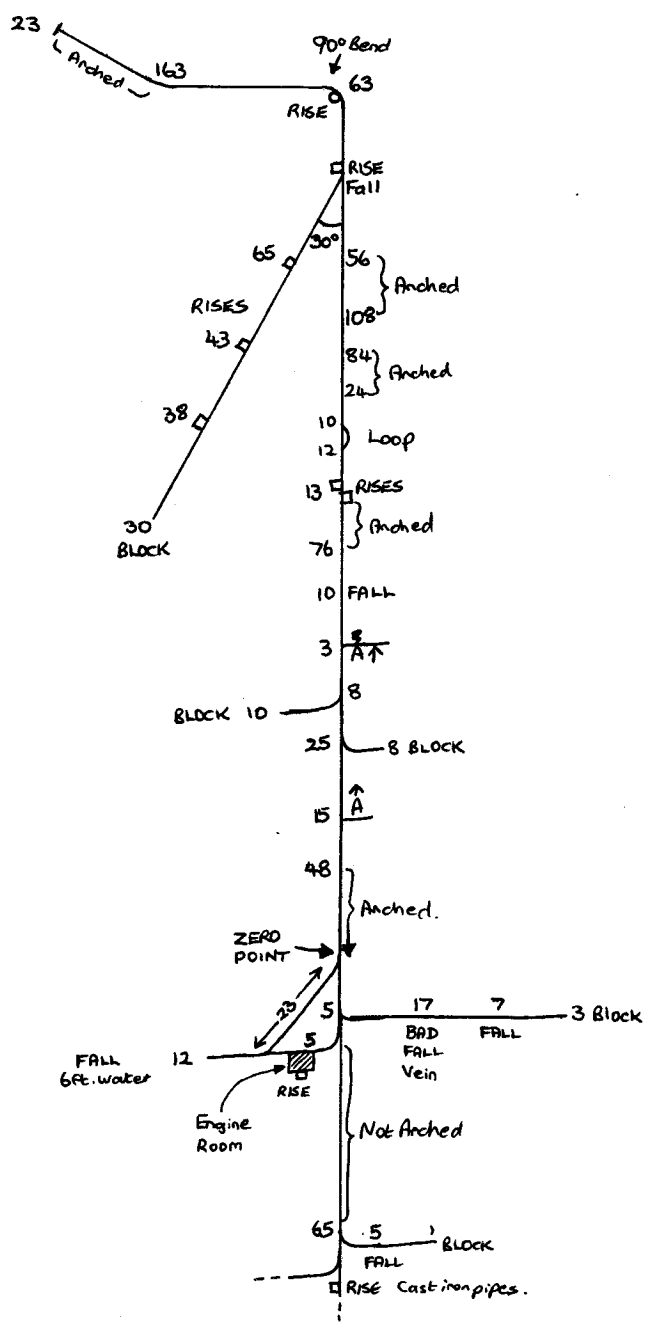 23
Arched
163
90° Bend
63
RISE
RISE
Fall
30°
65
56
Arched
108
RISES
43
84
Arched
24
38
10
Loop
12
13
RISES
Arched
30
BLOCK
76
10 FALL
3
A
8
BLOCK 10
25
8 BLOCK
A
15
48
Arched.
ZERO
POINT
23
5
17
7
3 Block
BAD
FALL
Vein
FALL
5
FALL
6ft. water
12
RISE
Engine
Room
Not Arched
65
5
BLOCK
FALL
RISE Cast iron pipes.